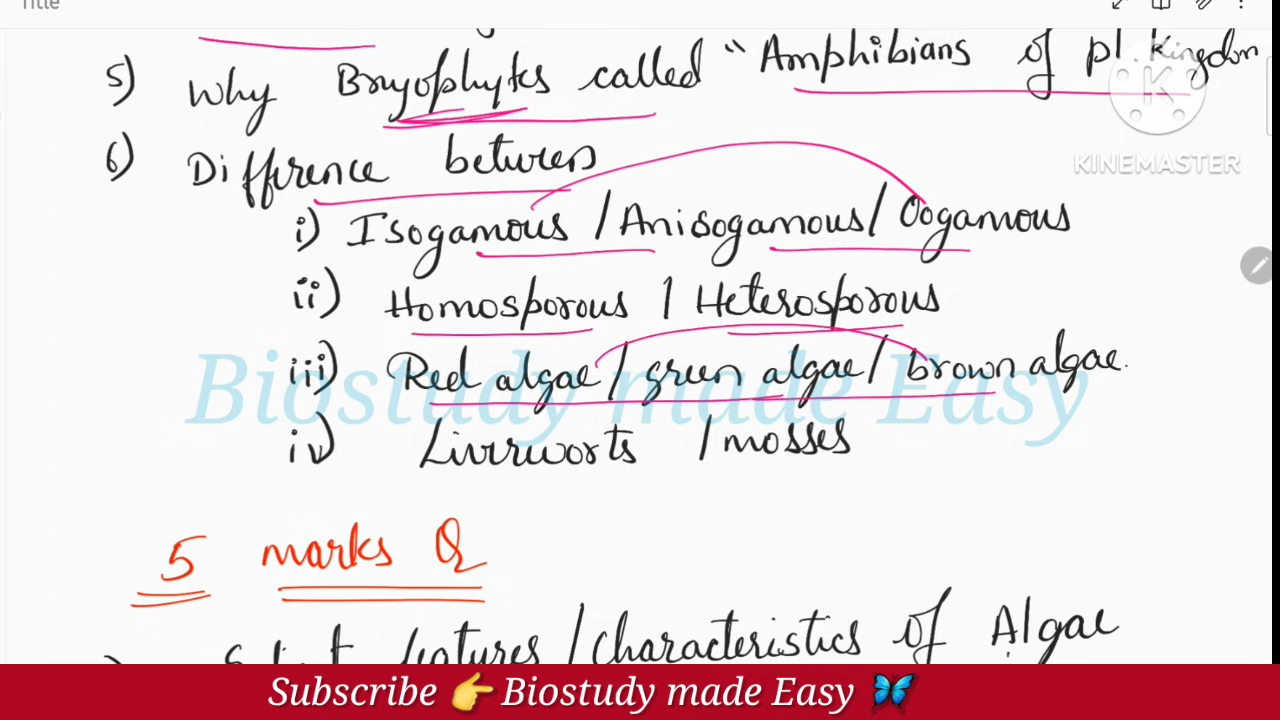 Title
5) Why Bryophytes called "Amphibians of pl. Kingdom
KINEMASTER
6) Difference between
i) Isogamous / Anisogamous / Oogamous
ii) Homosporous / Heterosporous
iii) Red algae / green algae / brown algae.
iv) Liverworts / mosses
Biostudy made Easy
5 marks Q
features / characteristics of Algae
Subscribe 👉 Biostudy made Easy 🦋